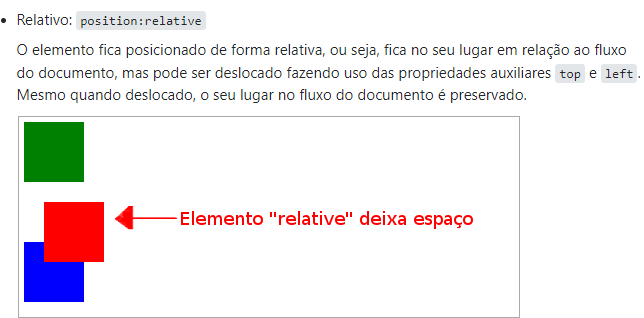 Relativo: position:relative
O elemento fica posicionado de forma relativa, ou seja, fica no seu lugar em relação ao fluxo
do documento, mas pode ser deslocado fazendo uso das propriedades auxiliares top e left.
Mesmo quando deslocado, o seu lugar no fluxo do documento é preservado.
Elemento "relative" deixa espaço